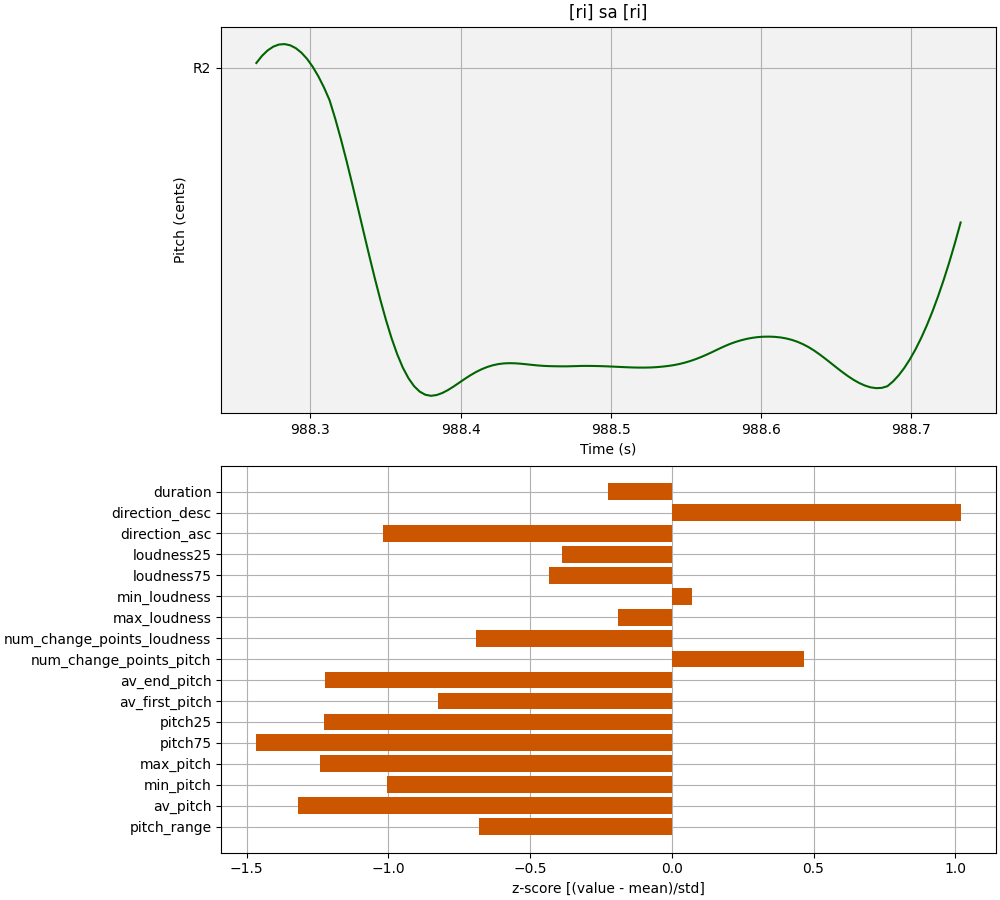 [ri] sa [ri]
R2
Pitch (cents)
988.3 988.4 988.5 988.6 988.7
Time (s)
duration
direction_desc
direction_asc
loudness25
loudness75
min_loudness
max_loudness
num_change_points_loudness
num_change_points_pitch
av_end_pitch
av_first_pitch
pitch25
pitch75
max_pitch
min_pitch
av_pitch
pitch_range
−1.5 −1.0 −0.5 0.0 0.5 1.0
z-score [(value - mean)/std]